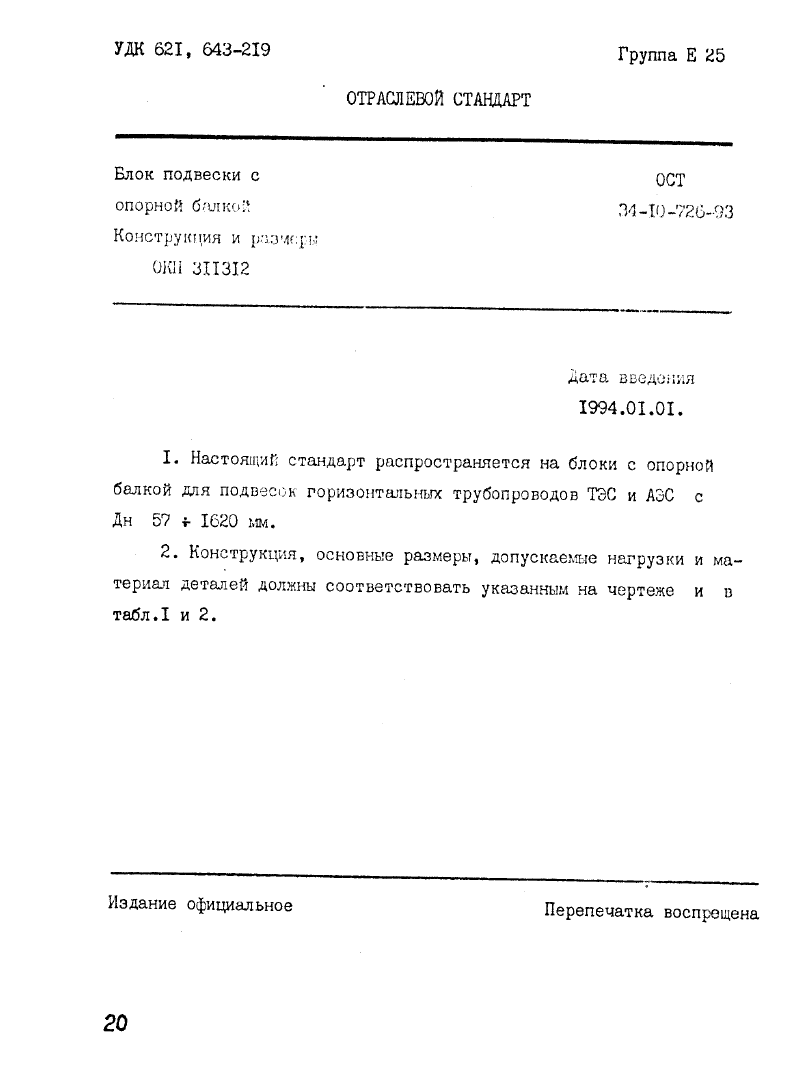 УДК 621, 643-219
Группа Е 25
ОТРАСЛЕВОЙ СТАНДАРТ
Блок подвески с
опорной балкой
Конструкция и размеры
ОКП 311312
ОСТ
34-10-726-93
Дата введения
1994.01.01.
1. Настоящий стандарт распространяется на блоки с опорной
балкой для подвесок горизонтальных трубопроводов ТЭС и АЭС с
Дн 57 ÷ 1620 мм.
2. Конструкция, основные размеры, допускаемые нагрузки и ма-
териал деталей должны соответствовать указанным на чертеже и в
табл.1 и 2.
Издание официальное
Перепечатка воспрещена
20